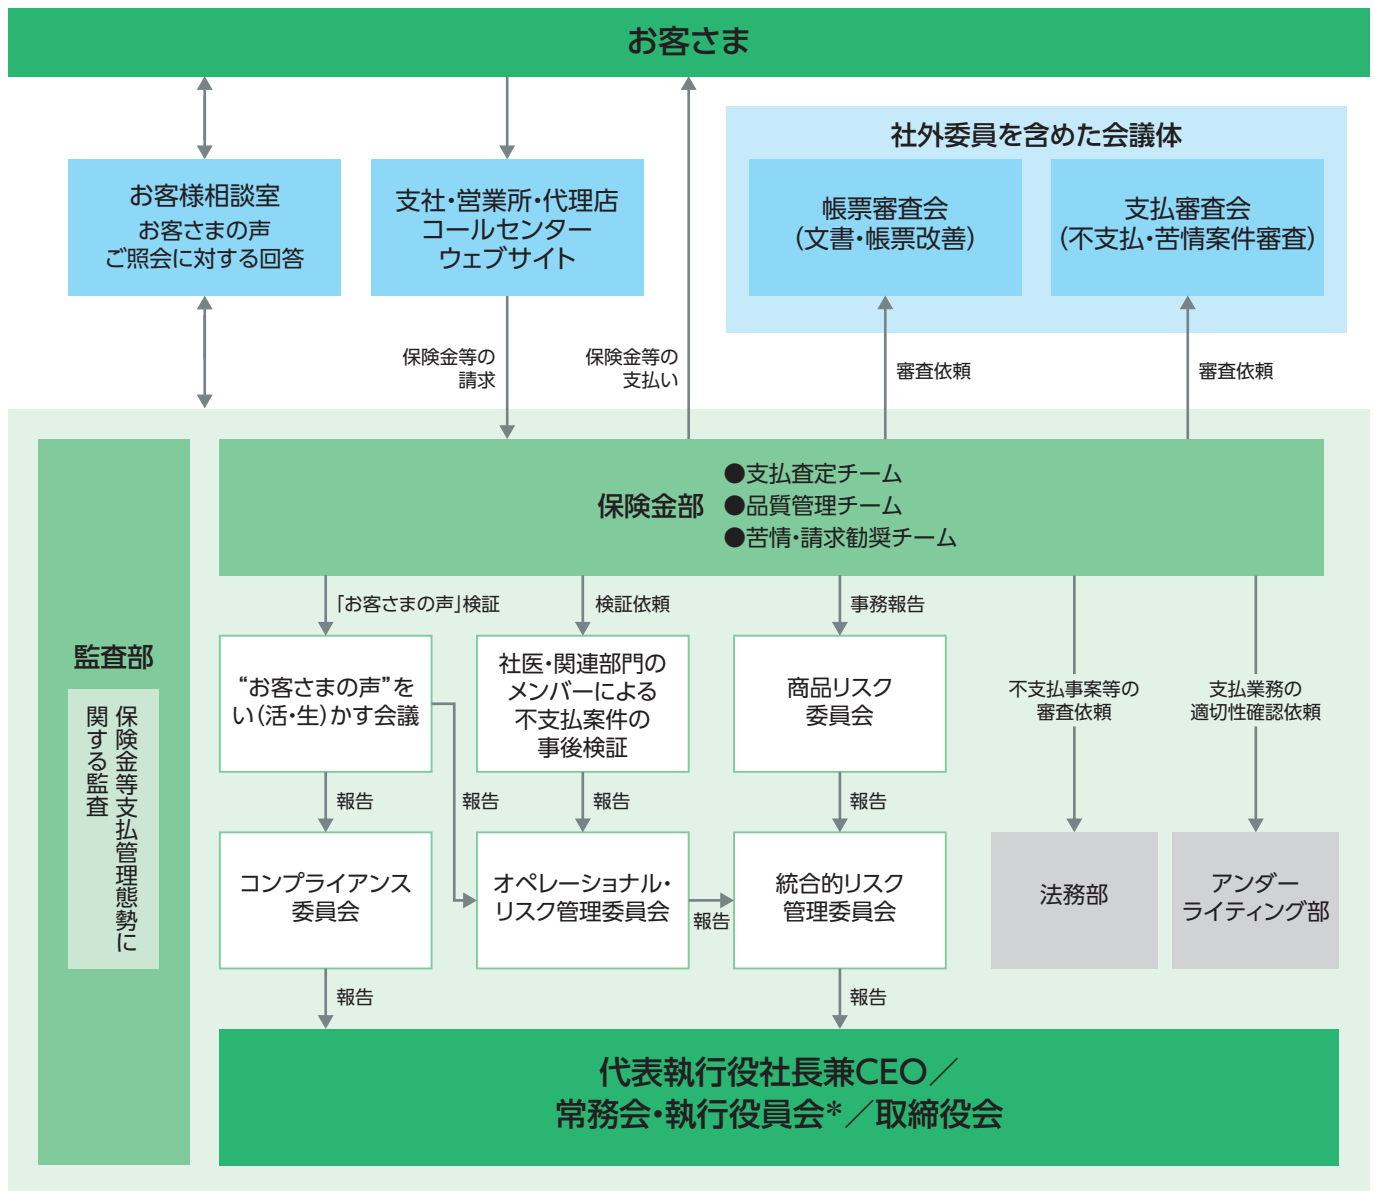 お客さま
社外委員を含めた会議体
お客様相談室
お客さまの声
ご照会に対する回答
支社・営業所・代理店
コールセンター
ウェブサイト
帳票審査会
(文書・帳票改善)
支払審査会
(不支払・苦情案件審査)
保険金等の
請求
保険金等の
支払い
審査依頼
審査依頼
保険金部
●支払査定チーム
●品質管理チーム
●苦情・請求勧奨チーム
監査部
保険金等支払管理態勢に
関する監査
「お客さまの声」検証
検証依頼
事務報告
“お客さまの声”を
い(活・生)かす会議
社医・関連部門の
メンバーによる
不支払案件の
事後検証
商品リスク
委員会
不支払事案等の
審査依頼
支払業務の
適切性確認依頼
報告
報告
報告
報告
コンプライアンス
委員会
オペレーショナル・
リスク管理委員会
報告
統合的リスク
管理委員会
法務部
アンダー
ライティング部
報告
報告
代表執行役社長兼CEO／
常務会・執行役員会＊／取締役会